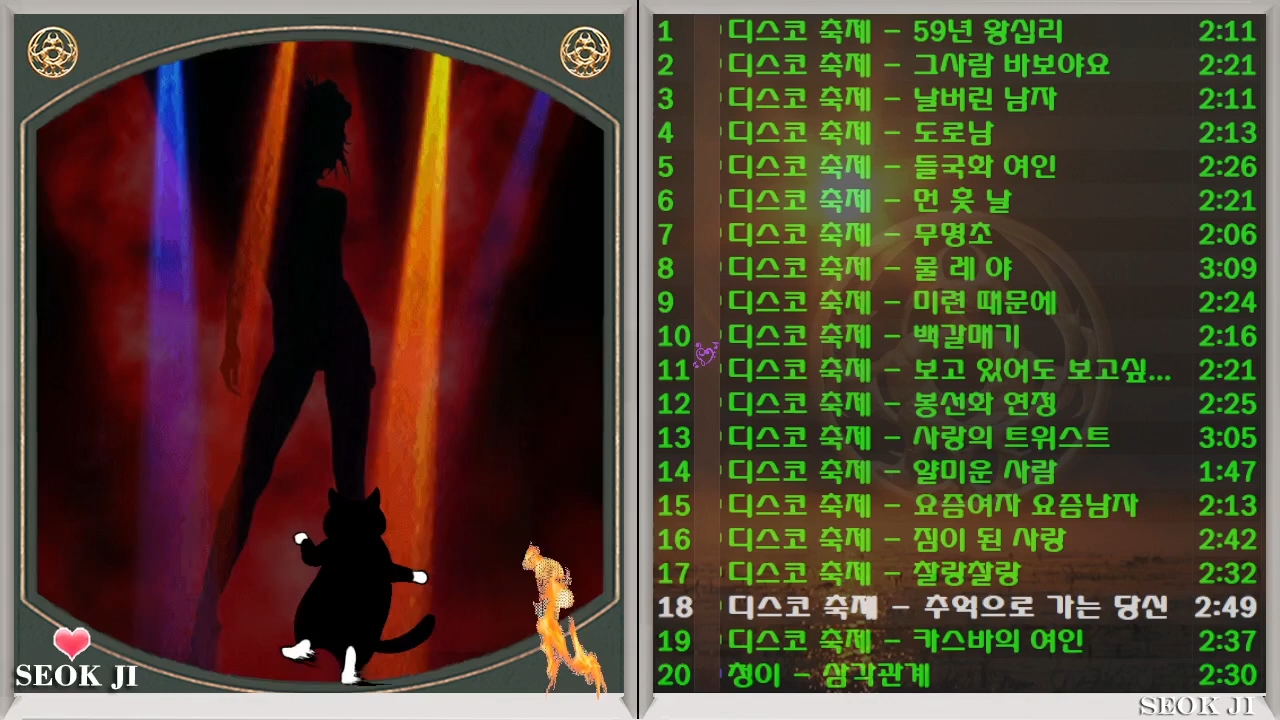 1 디스코 축제 - 59년 왕십리 2:11
2 디스코 축제 - 그사람 바보야요 2:21
3 디스코 축제 - 날버린 남자 2:11
4 디스코 축제 - 도로남 2:13
5 디스코 축제 - 들국화 여인 2:26
6 디스코 축제 - 먼 훗 날 2:21
7 디스코 축제 - 무명초 2:06
8 디스코 축제 - 물 레 야 3:09
9 디스코 축제 - 미련 때문에 2:24
10 디스코 축제 - 백갈매기 2:16
11 디스코 축제 - 보고 있어도 보고싶... 2:21
12 디스코 축제 - 봉선화 연정 2:25
13 디스코 축제 - 사랑의 트위스트 3:05
14 디스코 축제 - 얄미운 사람 1:47
15 디스코 축제 - 요즘여자 요즘남자 2:13
16 디스코 축제 - 짐이 된 사랑 2:42
17 디스코 축제 - 찰랑찰랑 2:32
18 디스코 축제 - 추억으로 가는 당신 2:49
19 디스코 축제 - 카스바의 여인 2:37
20 청이 - 삼각관계 2:30
SEOK JI
SEOK JI